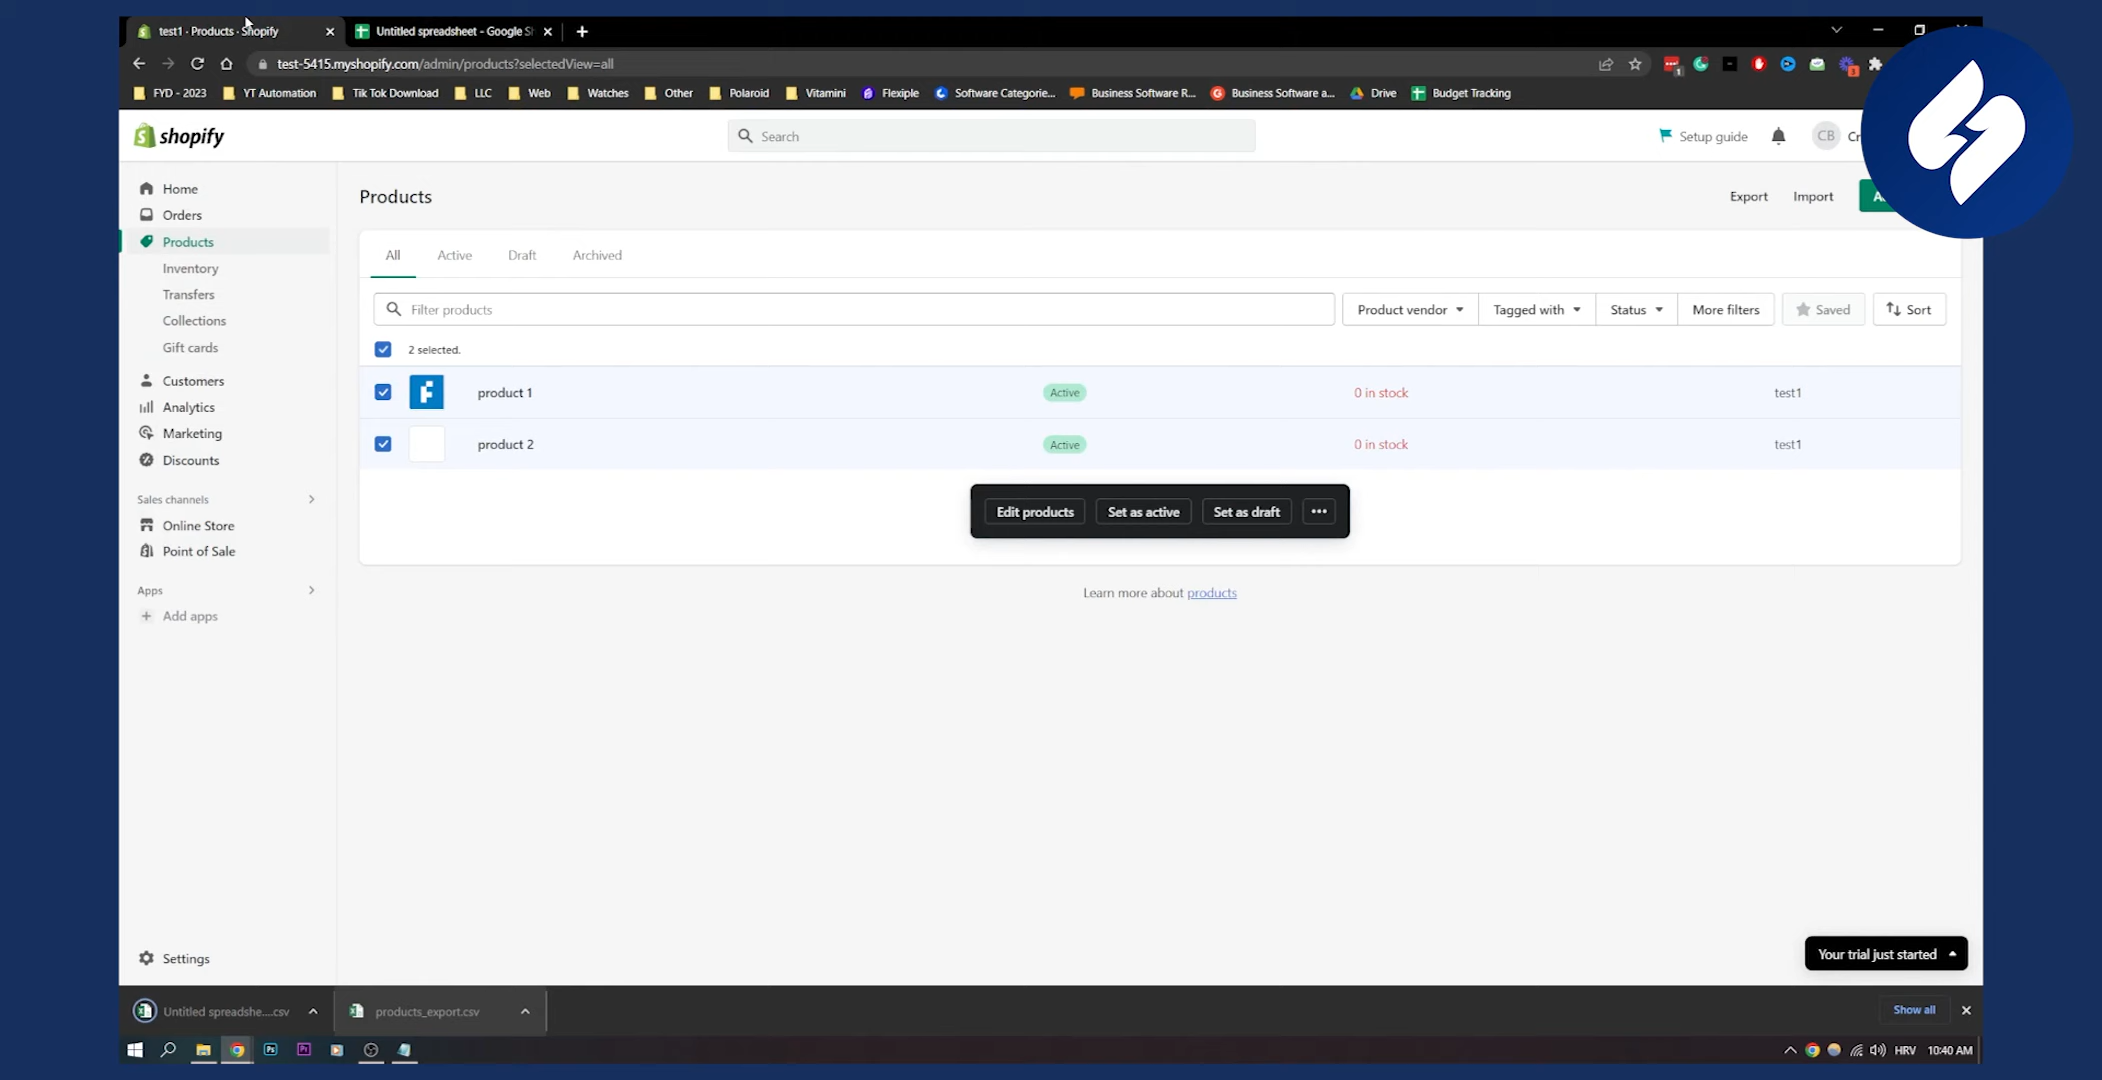 test1 · Products · Shopify
Untitled spreadsheet - Google Sh
test-5415.myshopify.com/admin/products?selectedView=all
FYD - 2023
YT Automation
Tik Tok Download
LLC
Web
Watches
Other
Polaroid
Vitamini
Flexiple
Software Categorie...
Business Software R...
Business Software a...
Drive
Budget Tracking
shopify
Search
Setup guide
CB
Cr
Home
Orders
Products
Inventory
Transfers
Collections
Gift cards
Customers
Analytics
Marketing
Discounts
Sales channels
Online Store
Point of Sale
Apps
Add apps
Settings
Products
Export
Import
All
Active
Draft
Archived
Filter products
Product vendor
Tagged with
Status
More filters
Saved
Sort
2 selected.
product 1
Active
0 in stock
test1
product 2
Active
0 in stock
test1
Edit products
Set as active
Set as draft
Learn more about products
Your trial just started
Untitled spreadshe....csv
products_export.csv
Show all
HRV
10:40 AM